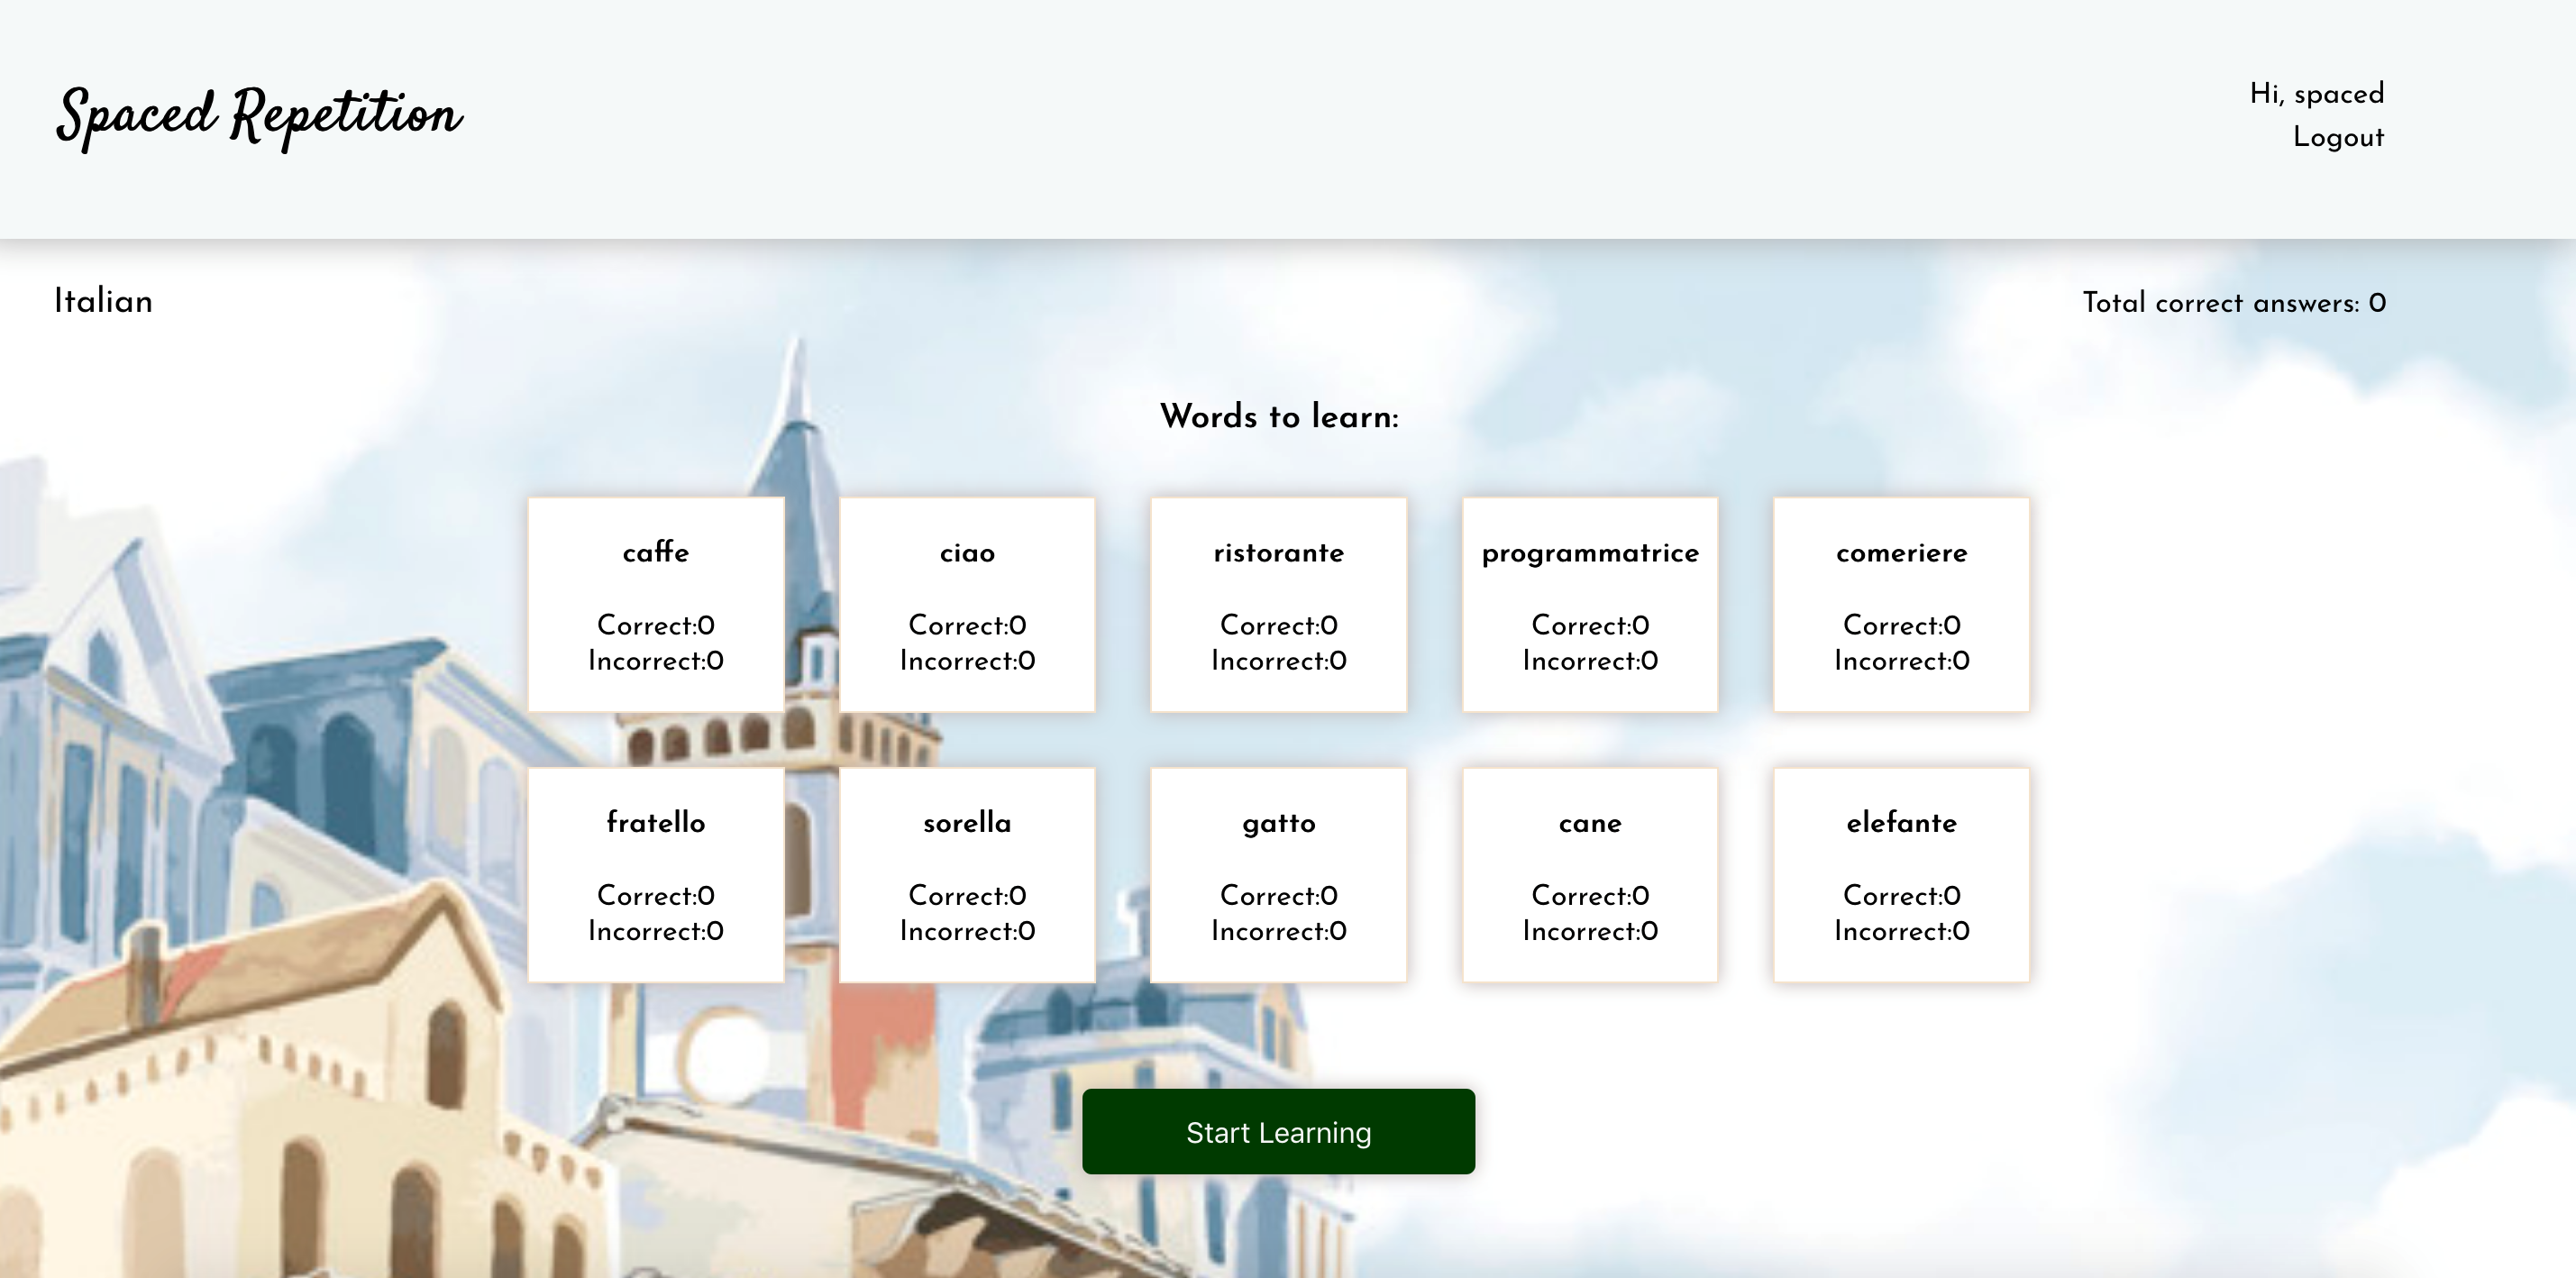 Spaced Repetition
Hi, spaced
Logout
Italian
Total correct answers: 0
Words to learn:
caffe
Correct:0
Incorrect:0
ciao
Correct:0
Incorrect:0
ristorante
Correct:0
Incorrect:0
programmatrice
Correct:0
Incorrect:0
comeriere
Correct:0
Incorrect:0
fratello
Correct:0
Incorrect:0
sorella
Correct:0
Incorrect:0
gatto
Correct:0
Incorrect:0
cane
Correct:0
Incorrect:0
elefante
Correct:0
Incorrect:0
Start Learning